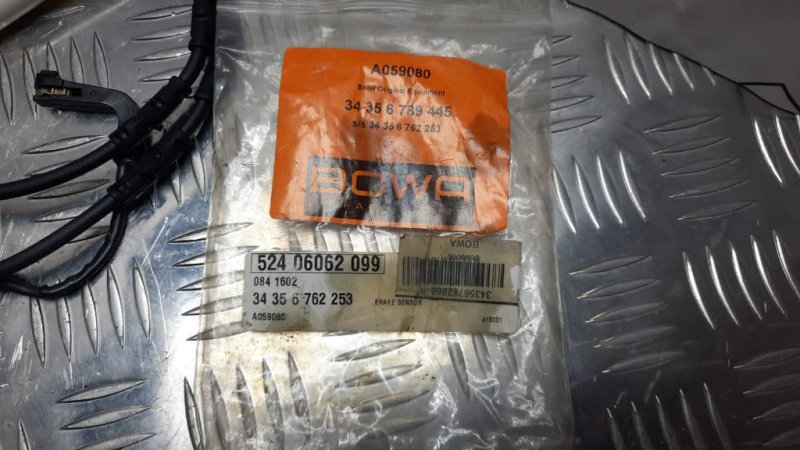 A059080
BMW Original Equipment
34 35 6 789 445
s/s 34 35 6 762 253
BOWA
524 06062 099
084 1602
34 35 6 762 253
A059080
BRAKE SENSOR
BOWA